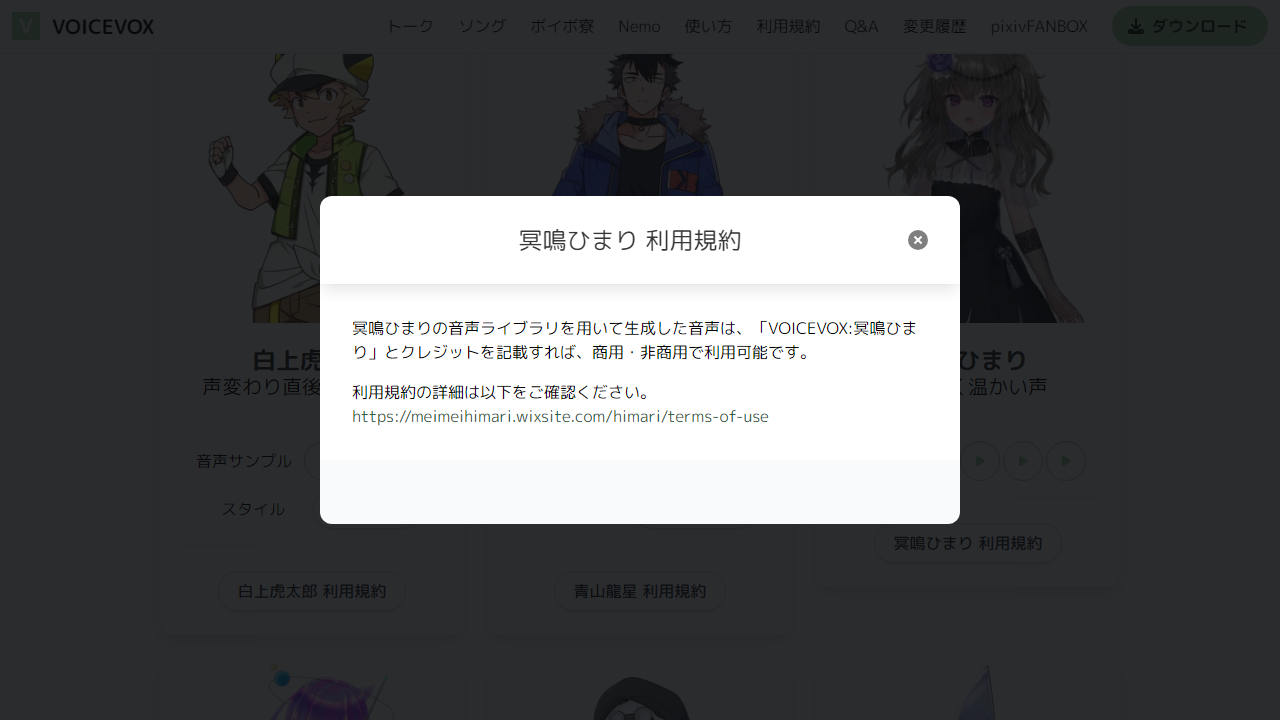 VOICEVOX トーク ソング ボイボ寮 Nemo 使い方 利用規約 Q&A 変更履歴 pixivFANBOX ダウンロード
冥鳴ひまり 利用規約
冥鳴ひまりの音声ライブラリを用いて生成した音声は、「VOICEVOX:冥鳴ひま
り」とクレジットを記載すれば、商用・非商用で利用可能です。
利用規約の詳細は以下をご確認ください。
https://meimeihimari.wixsite.com/himari/terms-of-use
白上虎
ひまり
声変わり直後
温かい声
音声サンプル
スタイル
冥鳴ひまり 利用規約
白上虎太郎 利用規約
青山龍星 利用規約